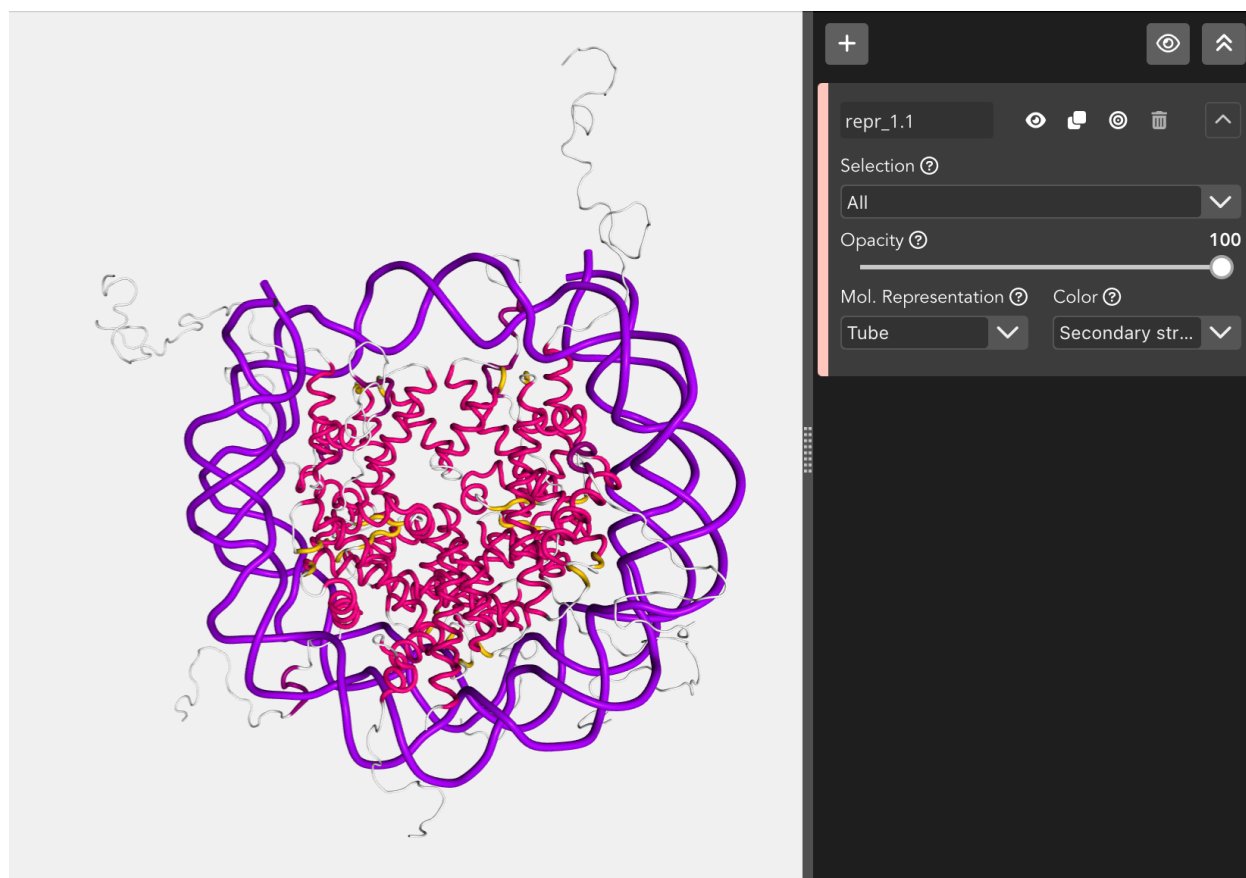 repr_1.1
Selection
All
Opacity 100
Mol. Representation Color
Tube Secondary str...